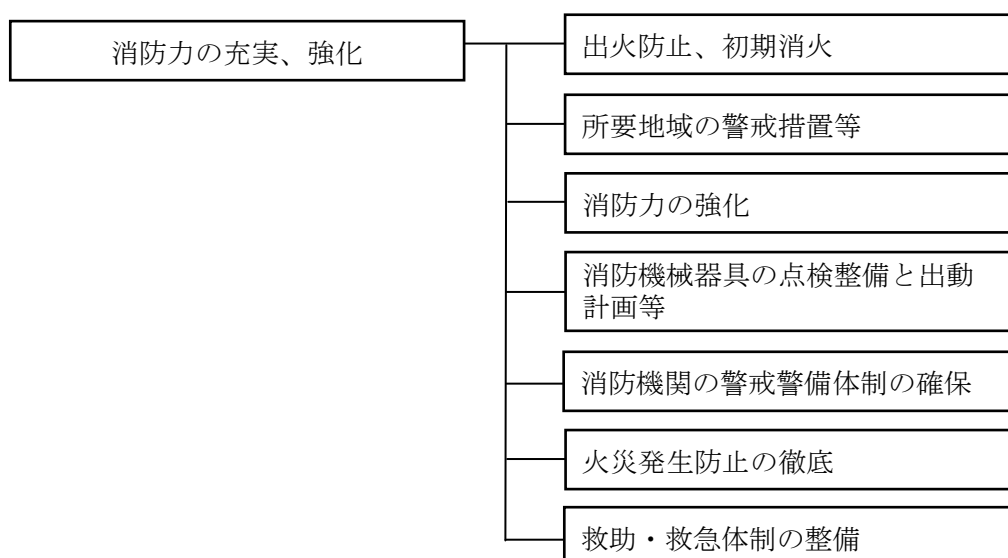 消防力の充実、強化
出火防止、初期消火
所要地域の警戒措置等
消防力の強化
消防機械器具の点検整備と出動
計画等
消防機関の警戒警備体制の確保
火災発生防止の徹底
救助・救急体制の整備